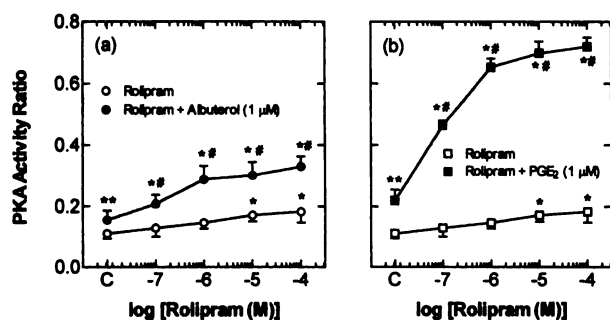 PKA Activity Ratio
0.8
0.6
0.4
0.2
0.0
(a)
Rolipram
Rolipram + Albuterol (1 µM)
**
*#
*#
*#
*#
*
*
C
-7
-6
-5
-4
log [Rolipram (M)]
(b)
*#
*#
*#
*#
Rolipram
Rolipram + PGE2 (1 µM)
**
*
*
C
-7
-6
-5
-4
log [Rolipram (M)]